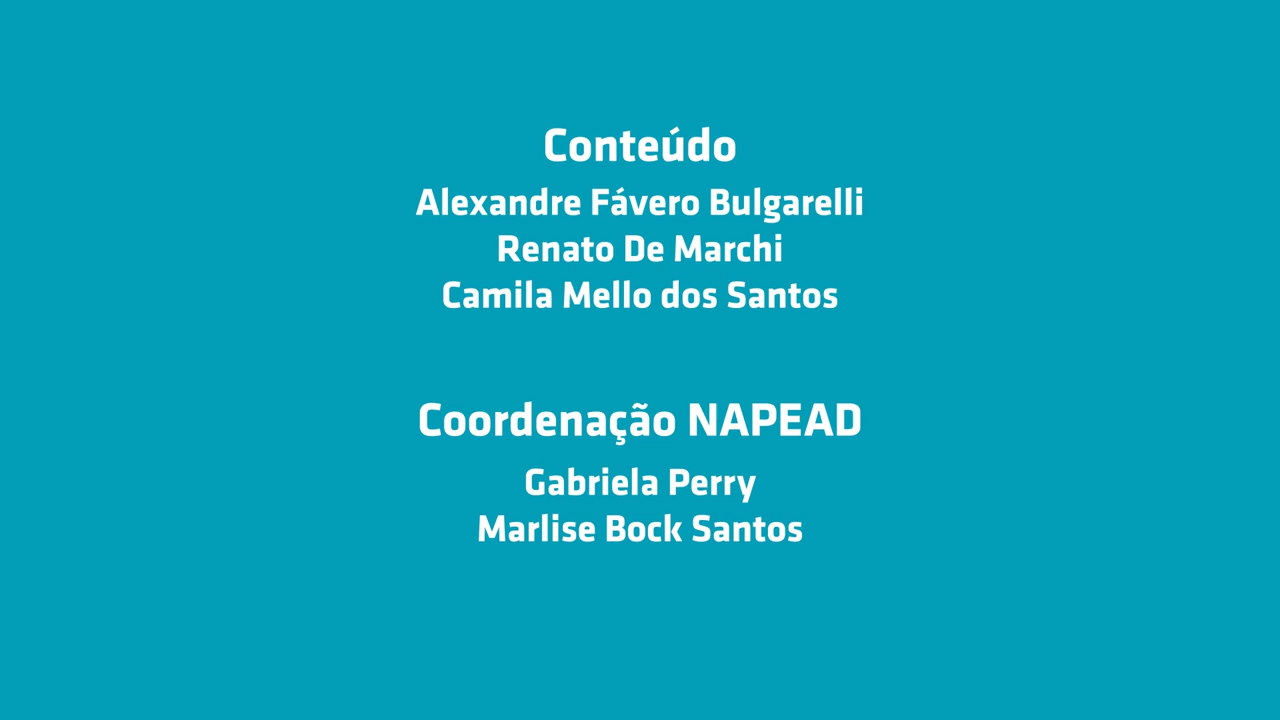 Conteúdo
Alexandre Fávero Bulgarelli
Renato De Marchi
Camila Mello dos Santos
Coordenação NAPEAD
Gabriela Perry
Marlise Bock Santos